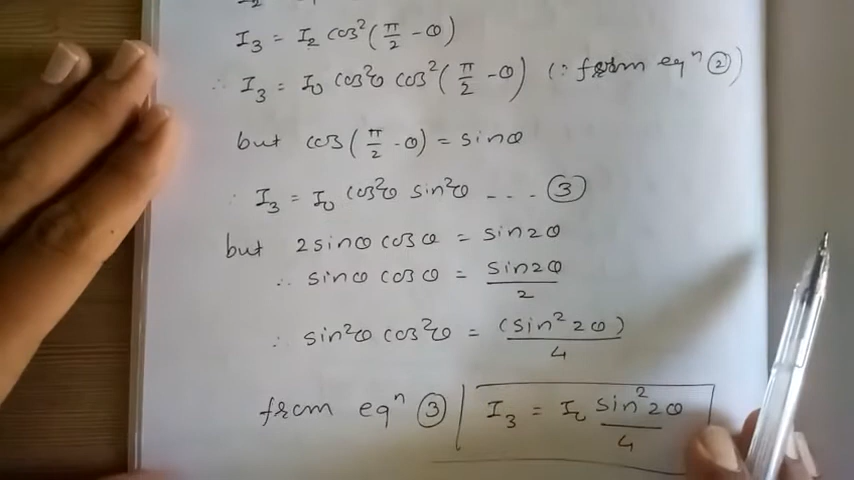 I₃ = I₂ cos²(π/2 - θ)
∴ I₃ = I₀ cos²θ cos²(π/2 - θ) (∵ from eqⁿ ②)
but cos(π/2 - θ) = sinθ
∴ I₃ = I₀ cos²θ sin²θ --- ③
but 2sinθ cosθ = sin2θ
∴ sinθ cosθ = sin2θ/2
∴ sin²θ cos²θ = (sin²2θ)/4
from eqⁿ ③ I₃ = I₀ sin²2θ/4